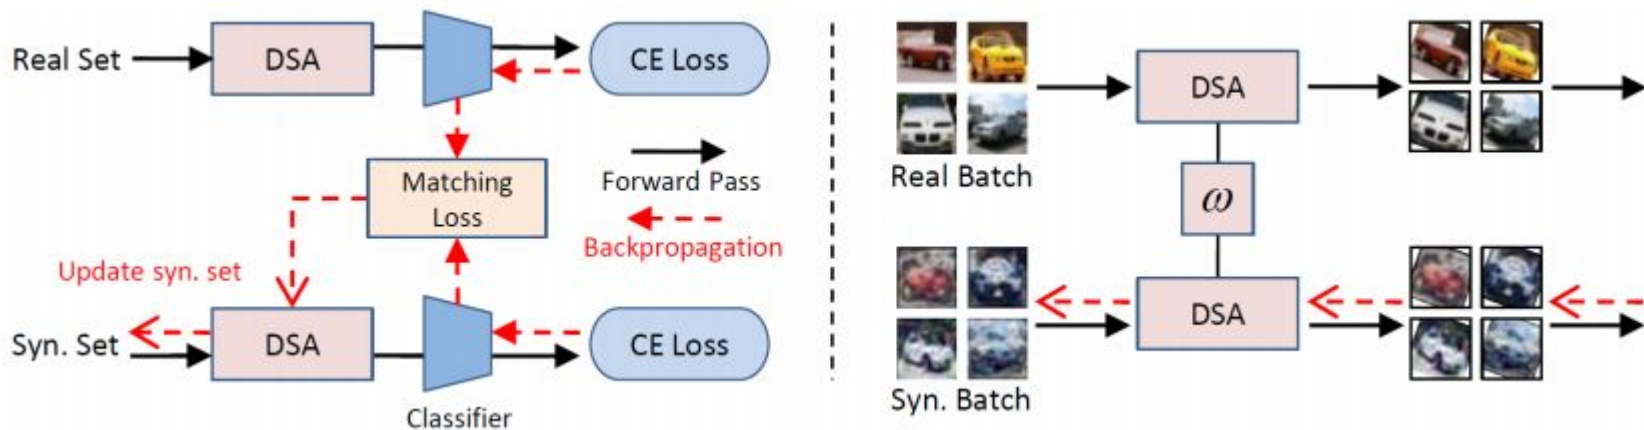 Real Set
DSA
CE Loss
Matching
Loss
Forward Pass
Backpropagation
Update syn. set
Syn. Set
DSA
CE Loss
Classifier
DSA
Real Batch
ω
DSA
Syn. Batch